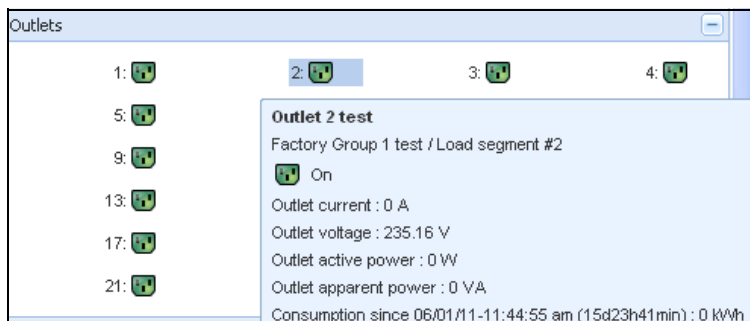 Outlets
1: 2: 3: 4:
5:
9:
13:
17:
21:
Outlet 2 test
Factory Group 1 test / Load segment #2
On
Outlet current : 0 A
Outlet voltage : 235.16 V
Outlet active power : 0 W
Outlet apparent power : 0 VA
Consumption since 06/01/11-11:44:55 am (15d23h41min) : 0 kWh